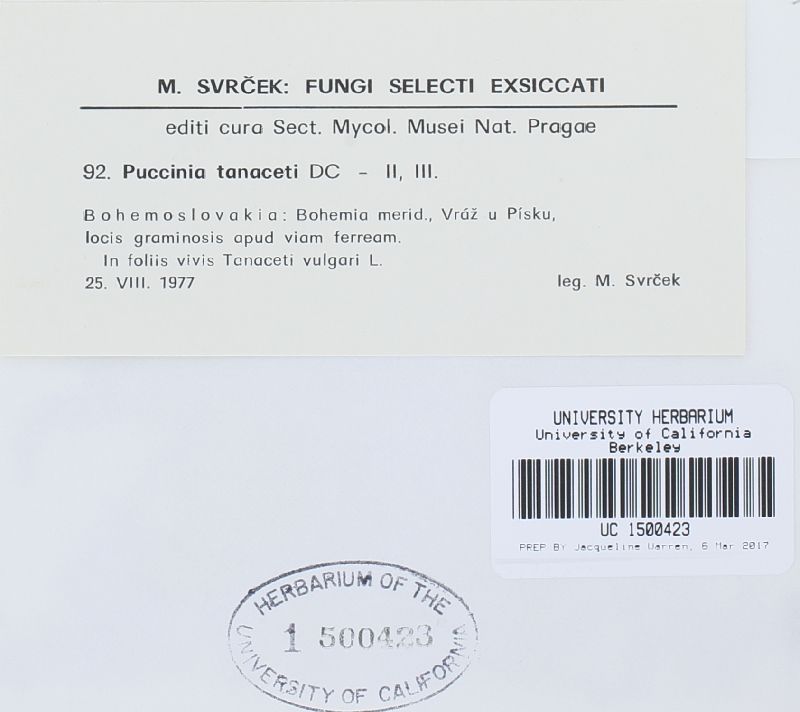 M. SVRČEK: FUNGI SELECTI EXSICCATI
editi cura Sect. Mycol. Musei Nat. Pragae
92. Puccinia tanaceti DC – II, III.
Bohemoslovakia: Bohemia merid., Vráž u Písku,
locis graminosis apud viam ferream.
In foliis vivis Tanaceti vulgari L.
25. VIII. 1977 leg. M. Svrček
UNIVERSITY HERBARIUM
University of California
Berkeley
UC 1500423
PREP BY Jacqueline Warren, 6 Mar 2017
HERBARIUM OF THE
1 500423
UNIVERSITY OF CALIFORNIA